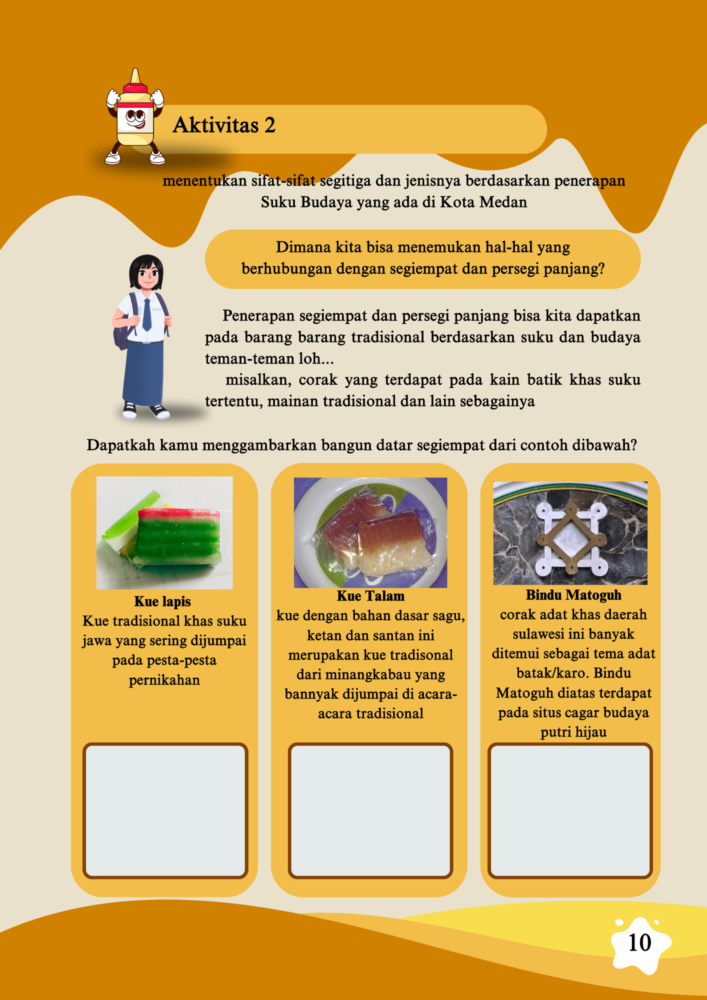 Aktivitas 2
menentukan sifat-sifat segitiga dan jenisnya berdasarkan penerapan
Suku Budaya yang ada di Kota Medan
Dimana kita bisa menemukan hal-hal yang
berhubungan dengan segiempat dan persegi panjang?
Penerapan segiempat dan persegi panjang bisa kita dapatkan
pada barang barang tradisional berdasarkan suku dan budaya
teman-teman loh...
misalkan, corak yang terdapat pada kain batik khas suku
tertentu, mainan tradisional dan lain sebagainya
Dapatkah kamu menggambarkan bangun datar segiempat dari contoh dibawah?
Kue lapis
Kue tradisional khas suku
jawa yang sering dijumpai
pada pesta-pesta
pernikahan
Kue Talam
kue dengan bahan dasar sagu,
ketan dan santan ini
merupakan kue tradisonal
dari minangkabau yang
bannyak dijumpai di acara-
acara tradisional
Bindu Matoguh
corak adat khas daerah
sulawesi ini banyak
ditemui sebagai tema adat
batak/karo. Bindu
Matoguh diatas terdapat
pada situs cagar budaya
putri hijau
10